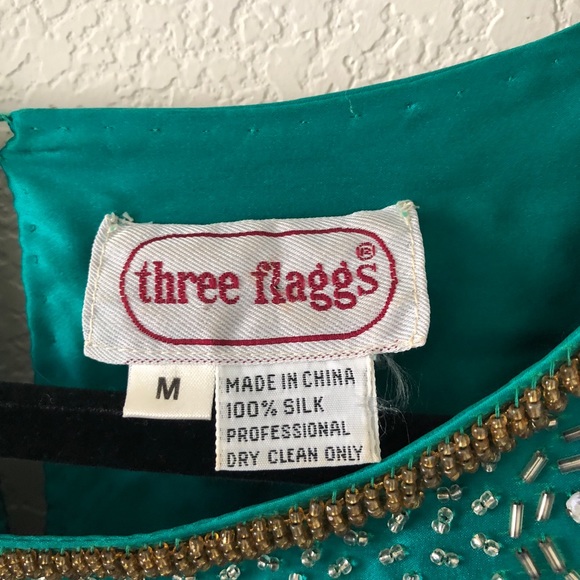 three flaggs®
M
MADE IN CHINA
100% SILK
PROFESSIONAL
DRY CLEAN ONLY